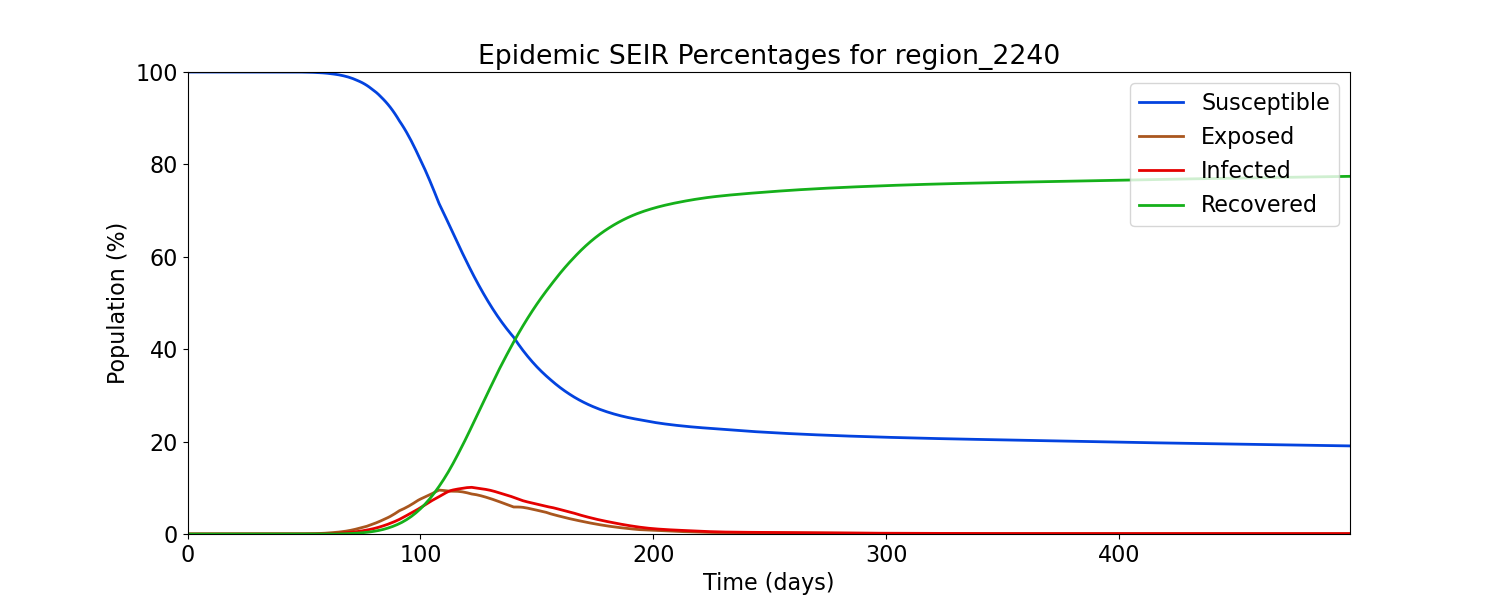 Epidemic SEIR Percentages for region_2240
100
80
60
40
20
0
Population (%)
Susceptible
Exposed
Infected
Recovered
0 100 200 300 400
Time (days)